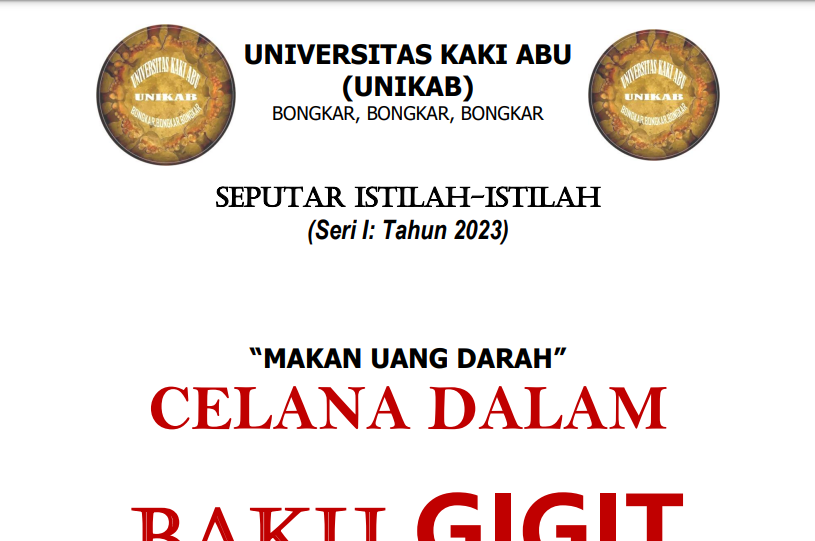 UNIVERSITAS KAKI ABU
UNIKAB
BONGKAR,BONGKAR,BONGKAR
UNIVERSITAS KAKI ABU
(UNIKAB)
BONGKAR, BONGKAR, BONGKAR
UNIVERSITAS KAKI ABU
UNIKAB
BONGKAR,BONGKAR,BONGKAR
SEPUTAR ISTILAH-ISTILAH
(Seri I: Tahun 2023)
“MAKAN UANG DARAH”
CELANA DALAM
BAKU GIGIT